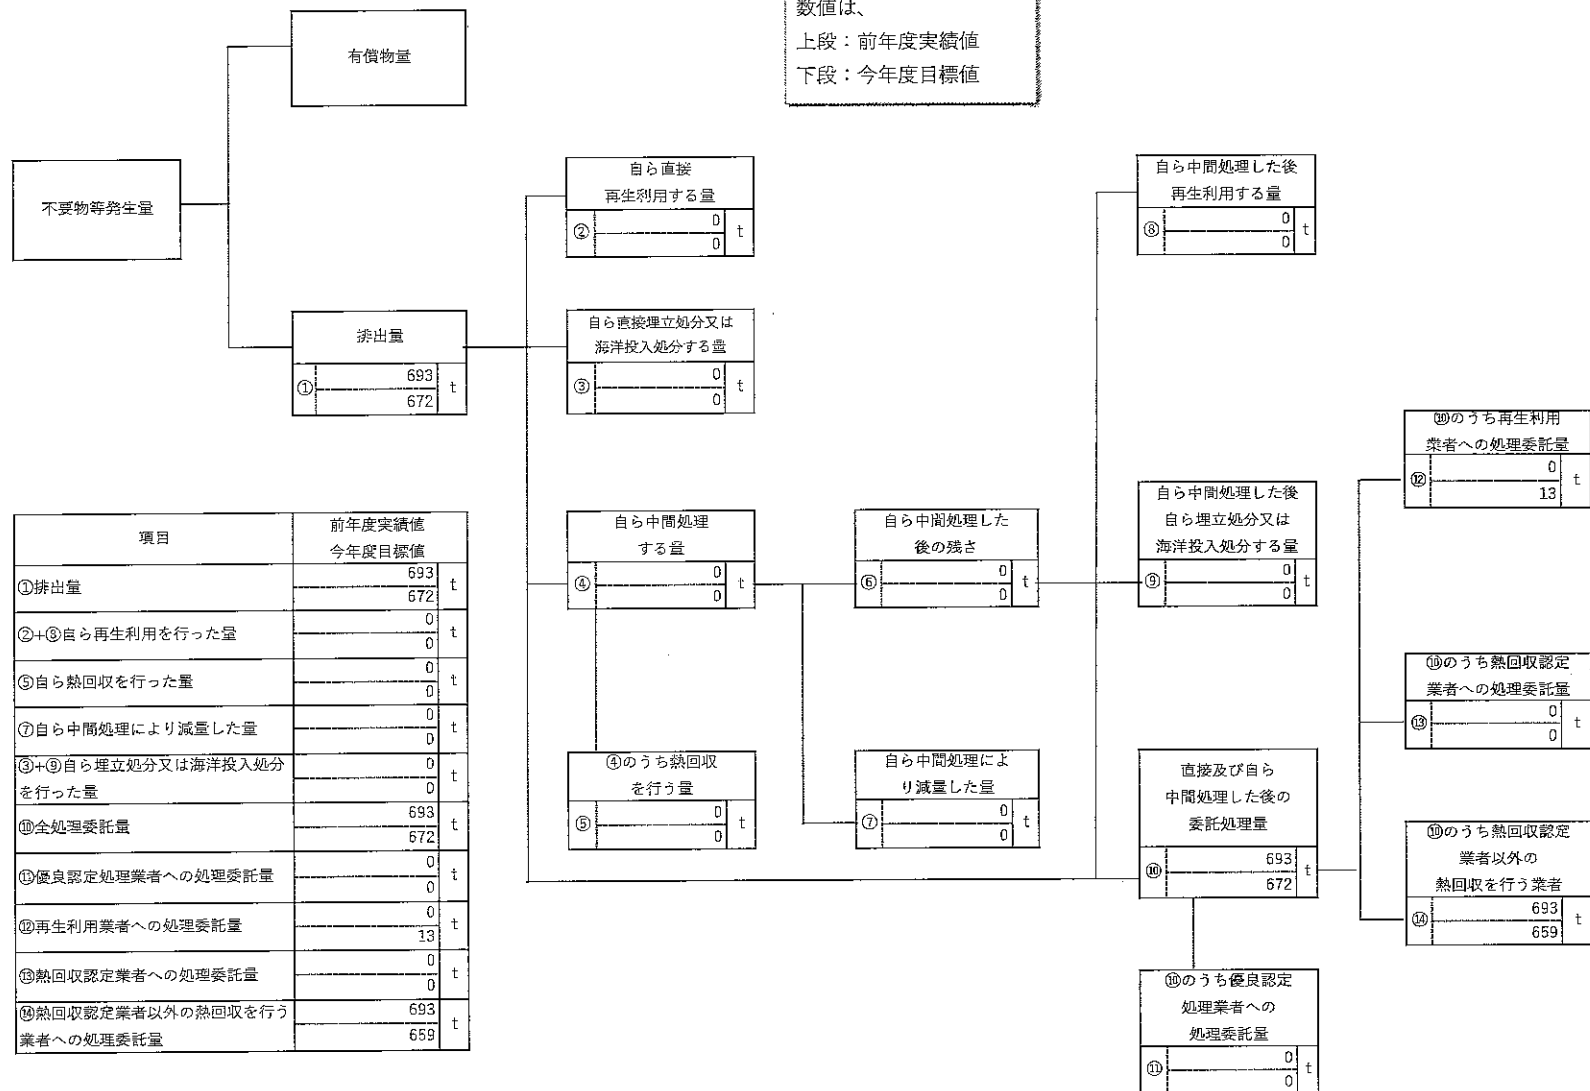 数値は、
上段：前年度実績値
下段：今年度目標値
有償物量
不要物等発生量
排出量
①
693
672
t
自ら直接
再生利用する量
②
0
0
t
自ら直接埋立処分又は
海洋投入処分する量
③
0
0
t
自ら中間処理
する量
④
0
0
t
④のうち熱回収
を行う量
⑤
0
0
t
自ら中間処理した
後の残さ
⑥
0
0
t
自ら中間処理によ
り減量した量
⑦
0
0
t
自ら中間処理した後
再生利用する量
⑧
0
0
t
自ら中間処理した後
自ら埋立処分又は
海洋投入処分する量
⑨
0
0
t
直接及び自ら
中間処理した後の
委託処理量
⑩
693
672
t
⑩のうち優良認定
処理業者への
処理委託量
⑪
0
0
t
⑩のうち再生利用
業者への処理委託量
⑫
0
13
t
⑩のうち熱回収認定
業者への処理委託量
⑬
0
0
t
⑩のうち熱回収認定
業者以外の
熱回収を行う業者
⑭
693
659
t
項目
前年度実績値
今年度目標値
①排出量
693
672
t
②+⑧自ら再生利用を行った量
0
0
t
⑤自ら熱回収を行った量
0
0
t
⑦自ら中間処理により減量した量
0
0
t
③+⑨自ら埋立処分又は海洋投入処分
を行った量
0
0
t
⑩全処理委託量
693
672
t
⑪優良認定処理業者への処理委託量
0
0
t
⑫再生利用業者への処理委託量
0
13
t
⑬熱回収認定業者への処理委託量
0
0
t
⑭熱回収認定業者以外の熱回収を行う
業者への処理委託量
693
659
t